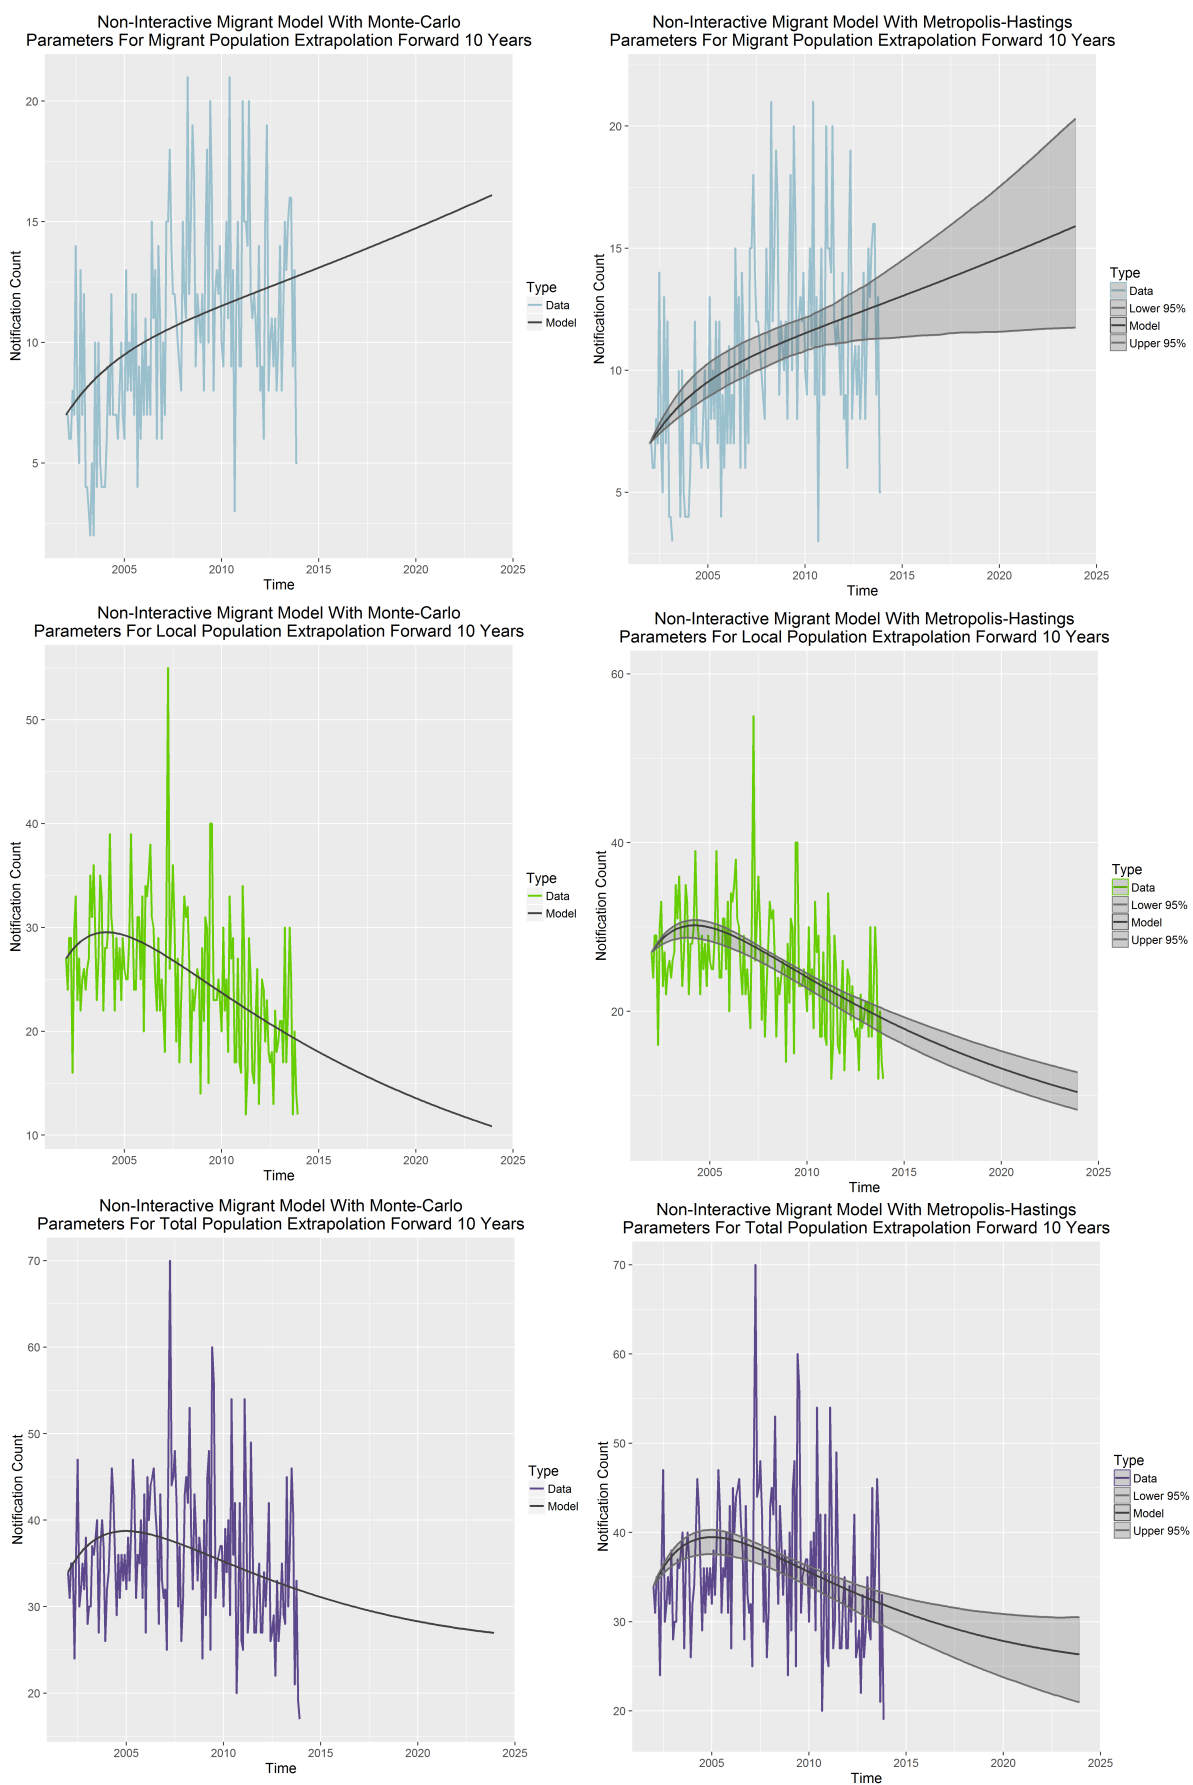 Non-Interactive Migrant Model With Monte-Carlo
Parameters For Migrant Population Extrapolation Forward 10 Years
Notification Count
20
15
10
5
2005
2010
2015
2020
2025
Time
Type
Data
Model
Non-Interactive Migrant Model With Metropolis-Hastings
Parameters For Migrant Population Extrapolation Forward 10 Years
Notification Count
20
15
10
5
2005
2010
2015
2020
2025
Time
Type
Data
Lower 95%
Model
Upper 95%
Non-Interactive Migrant Model With Monte-Carlo
Parameters For Local Population Extrapolation Forward 10 Years
Notification Count
50
40
30
20
10
2005
2010
2015
2020
2025
Time
Type
Data
Model
Non-Interactive Migrant Model With Metropolis-Hastings
Parameters For Local Population Extrapolation Forward 10 Years
Notification Count
60
40
20
2005
2010
2015
2020
2025
Time
Type
Data
Lower 95%
Model
Upper 95%
Non-Interactive Migrant Model With Monte-Carlo
Parameters For Total Population Extrapolation Forward 10 Years
Notification Count
70
60
50
40
30
20
2005
2010
2015
2020
2025
Time
Type
Data
Model
Non-Interactive Migrant Model With Metropolis-Hastings
Parameters For Total Population Extrapolation Forward 10 Years
Notification Count
70
60
50
40
30
20
2005
2010
2015
2020
2025
Time
Type
Data
Lower 95%
Model
Upper 95%